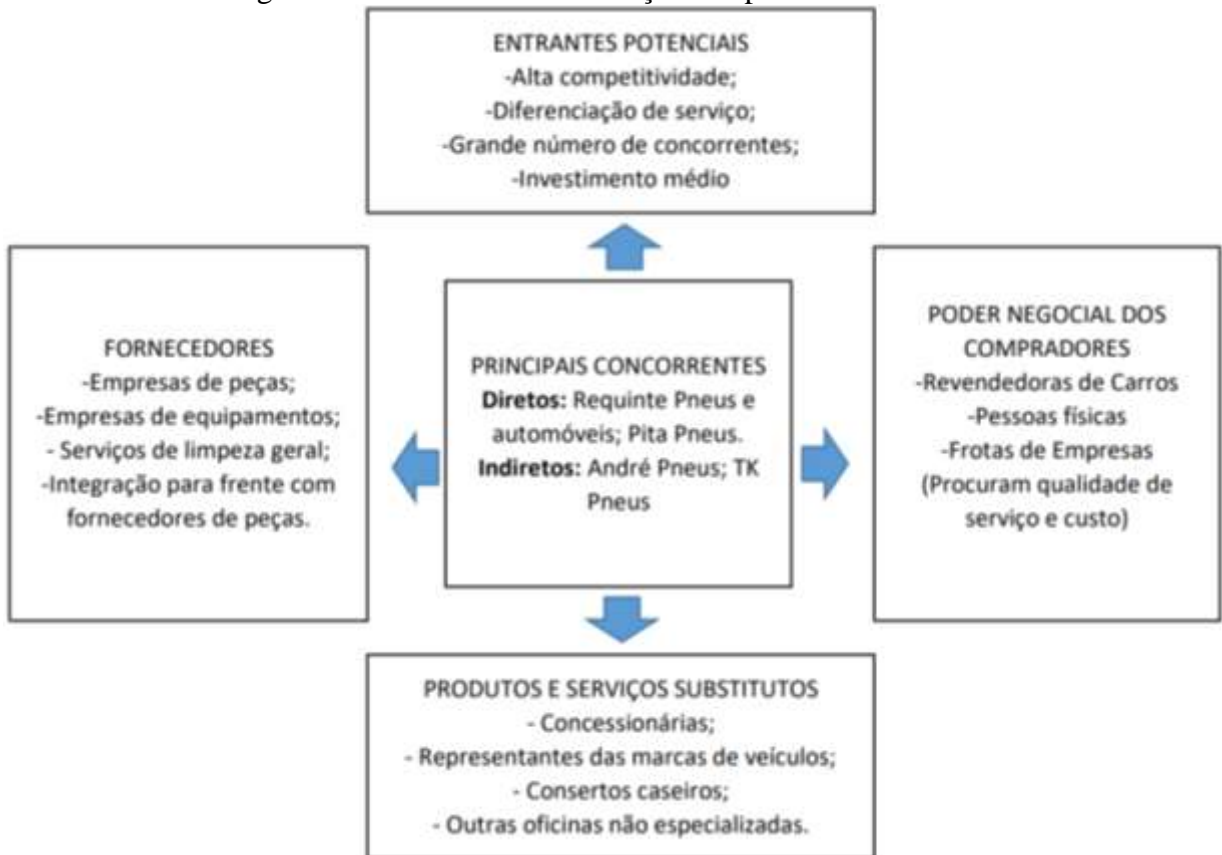 ENTRANTES POTENCIAIS
-Alta competitividade;
-Diferenciação de serviço;
-Grande número de concorrentes;
-Investimento médio
FORNECEDORES
-Empresas de peças;
-Empresas de equipamentos;
- Serviços de limpeza geral;
-Integração para frente com
fornecedores de peças.
PRINCIPAIS CONCORRENTES
Diretos: Requinte Pneus e
automóveis; Pita Pneus.
Indiretos: André Pneus; TK
Pneus
PODER NEGOCIAL DOS
COMPRADORES
-Revendedoras de Carros
-Pessoas físicas
-Frotas de Empresas
(Procuram qualidade de
serviço e custo)
PRODUTOS E SERVIÇOS SUBSTITUTOS
- Concessionárias;
- Representantes das marcas de veículos;
- Consertos caseiros;
- Outras oficinas não especializadas.